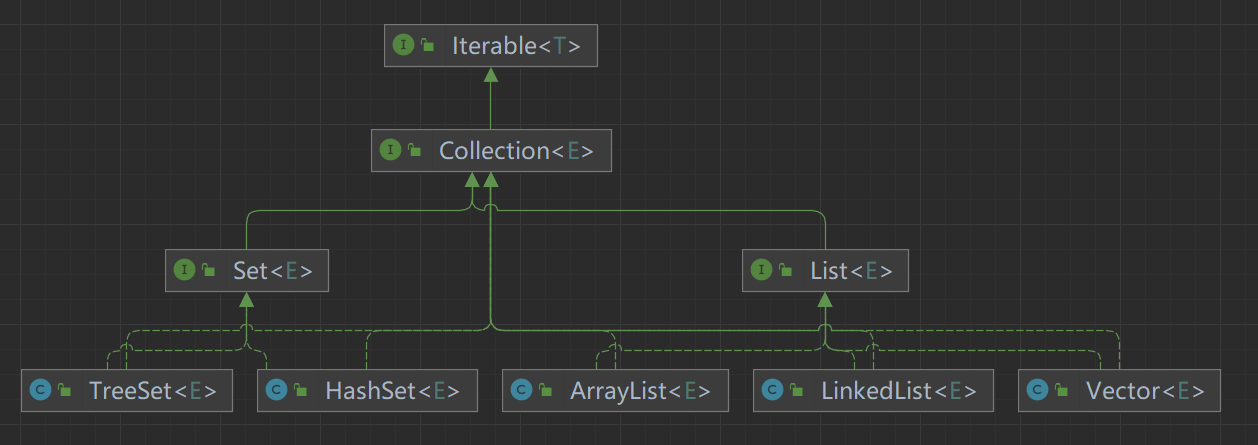 I Iterable<T>
I Collection<E>
I Set<E>
I List<E>
C TreeSet<E>
C HashSet<E>
C ArrayList<E>
C LinkedList<E>
C Vector<E>